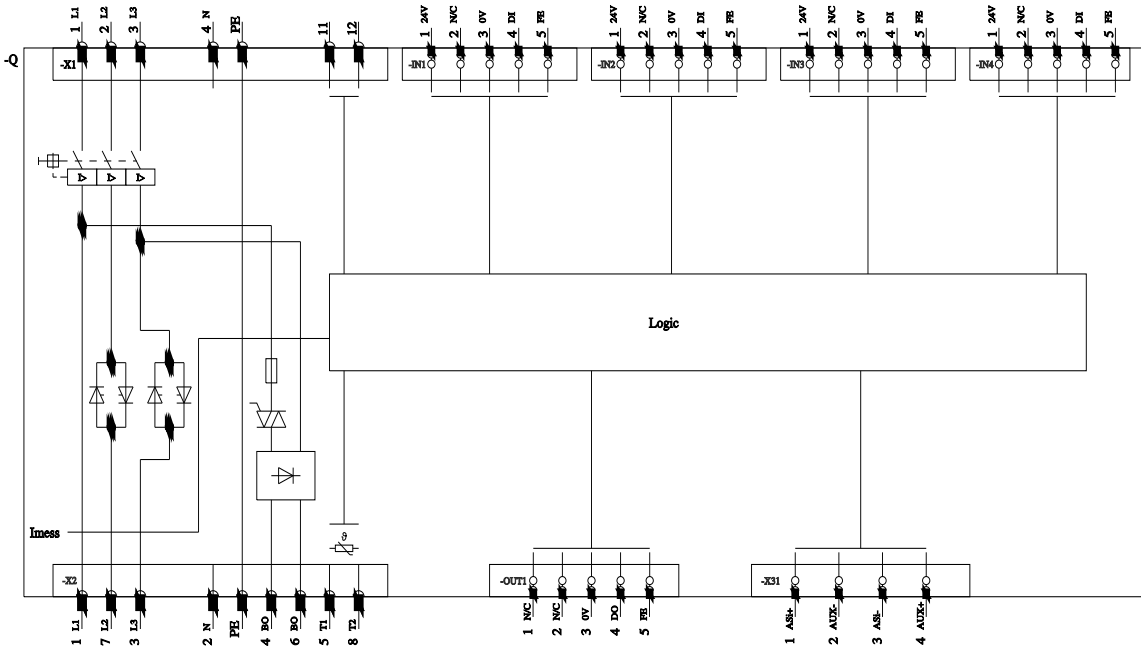 1 L1
2 L2
3 L3
4 N
PE
11
12
1 24V
2 N/C
3 0V
4 DI
5 FE
1 24V
2 N/C
3 0V
4 DI
5 FE
1 24V
2 N/C
3 0V
4 DI
5 FE
1 24V
2 N/C
3 0V
4 DI
5 FE
-Q
-X1
-IN1
-IN2
-IN3
-IN4
I>
I>
I>
Logic
Imess
ϑ
-X2
-OUT1
-X31
1 L1
7 L2
3 L3
2 N
PE
4 BO
6 BO
5 T1
8 T2
1 N/C
2 N/C
3 0V
4 DO
5 FE
1 ASi+
2 AUX-
3 ASi-
4 AUX+